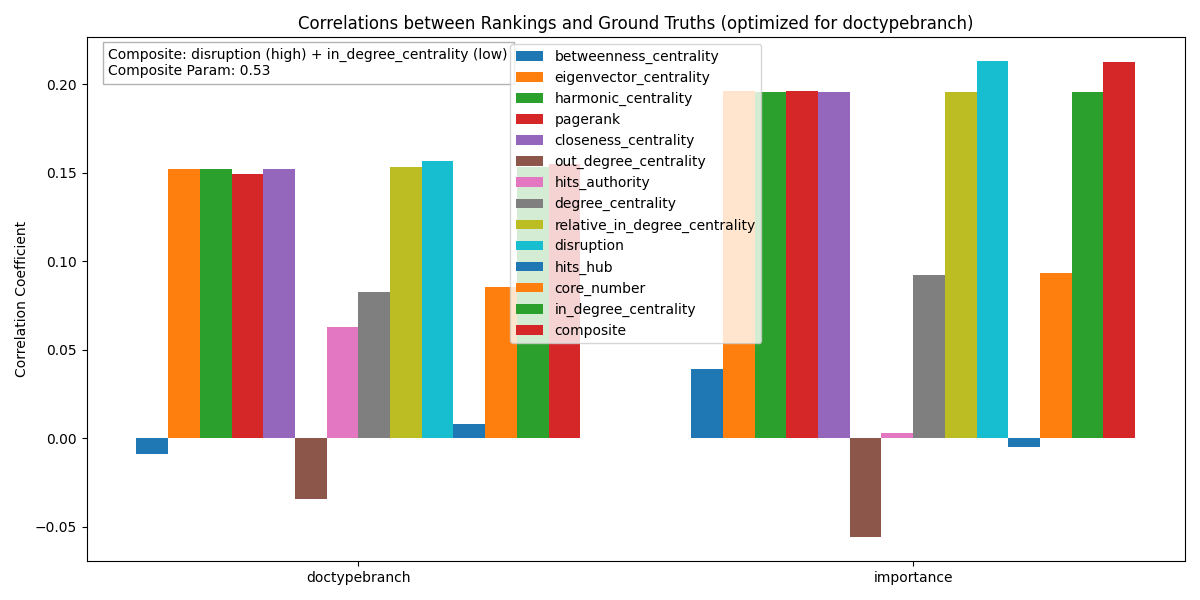 Correlations between Rankings and Ground Truths (optimized for doctypebranch)
Composite: disruption (high) + in_degree_centrality (low)
Composite Param: 0.53
betweenness_centrality
eigenvector_centrality
harmonic_centrality
pagerank
closeness_centrality
out_degree_centrality
hits_authority
degree_centrality
relative_in_degree_centrality
disruption
hits_hub
core_number
in_degree_centrality
composite
Correlation Coefficient
0.20
0.15
0.10
0.05
0.00
−0.05
doctypebranch
importance